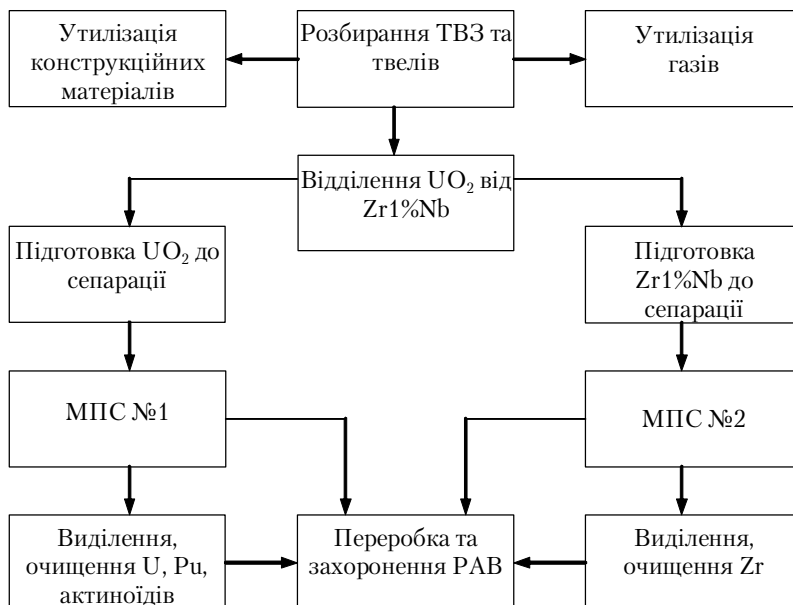 Утилізація
конструкційних
матеріалів
Розбирання ТВЗ та
твелів
Утилізація
газів
Відділення UO₂ від
Zr1%Nb
Підготовка UO₂ до
сепарації
Підготовка
Zr1%Nb до
сепарації
МПС №1
МПС №2
Виділення,
очищення U, Pu,
актиноїдів
Переробка та
захоронення РАВ
Виділення,
очищення Zr